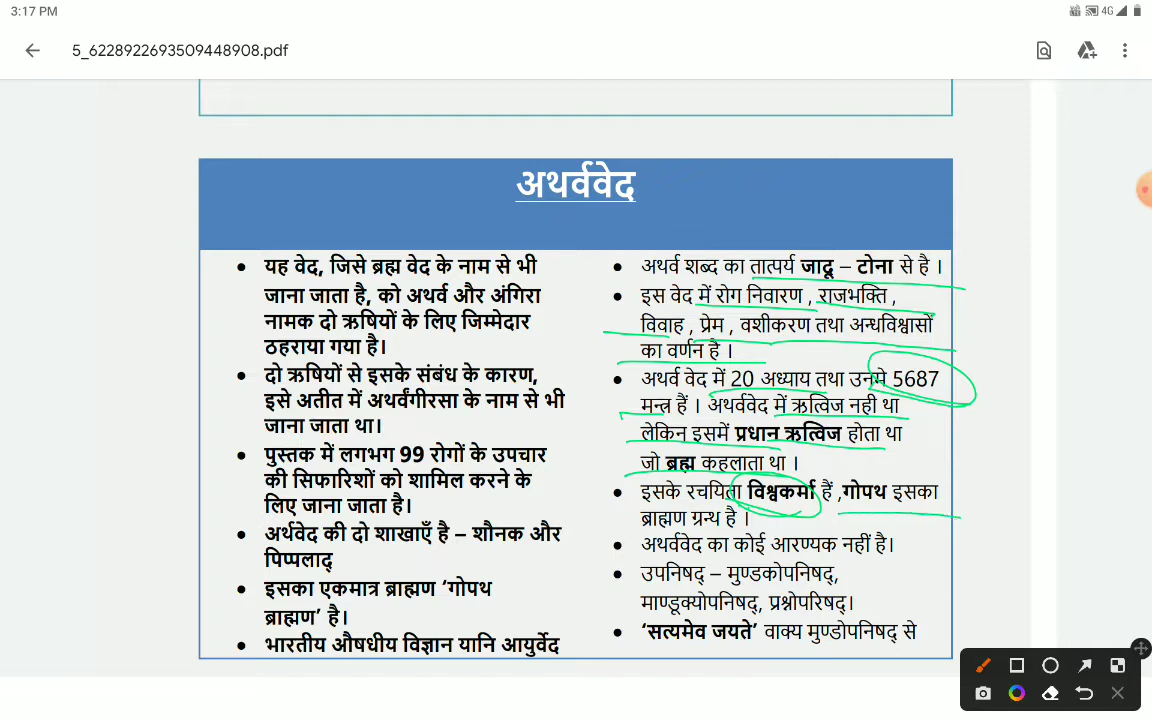 3:17 PM
4G
5_6228922693509448908.pdf
अथर्ववेद
यह वेद, जिसे ब्रह्म वेद के नाम से भी
जाना जाता है, को अथर्व और अंगिरा
नामक दो ऋषियों के लिए जिम्मेदार
ठहराया गया है।
दो ऋषियों से इसके संबंध के कारण,
इसे अतीत में अथर्वंगीरसा के नाम से भी
जाना जाता था।
पुस्तक में लगभग 99 रोगों के उपचार
की सिफारिशों को शामिल करने के
लिए जाना जाता है।
अर्थवेद की दो शाखाएँ है – शौनक और
पिप्पलाद्
इसका एकमात्र ब्राह्मण ‘गोपथ
ब्राह्मण’ है।
भारतीय औषधीय विज्ञान यानि आयुर्वेद
अथर्व शब्द का तात्पर्य जादू – टोना से है ।
इस वेद में रोग निवारण , राजभक्ति ,
विवाह , प्रेम , वशीकरण तथा अन्धविश्वासों
का वर्णन है ।
अथर्व वेद में 20 अध्याय तथा उनमे 5687
मन्त्र हैं । अथर्ववेद में ऋत्विज नही था
लेकिन इसमें प्रधान ऋत्विज होता था
जो ब्रह्म कहलाता था ।
इसके रचयिता विश्वकर्मा हैं ,गोपथ इसका
ब्राह्मण ग्रन्थ है ।
अथर्ववेद का कोई आरण्यक नहीं है।
उपनिषद् – मुण्डकोपनिषद्,
माण्डूक्योपनिषद्, प्रश्नोपरिषद्।
‘सत्यमेव जयते’ वाक्य मुण्डोपनिषद् से